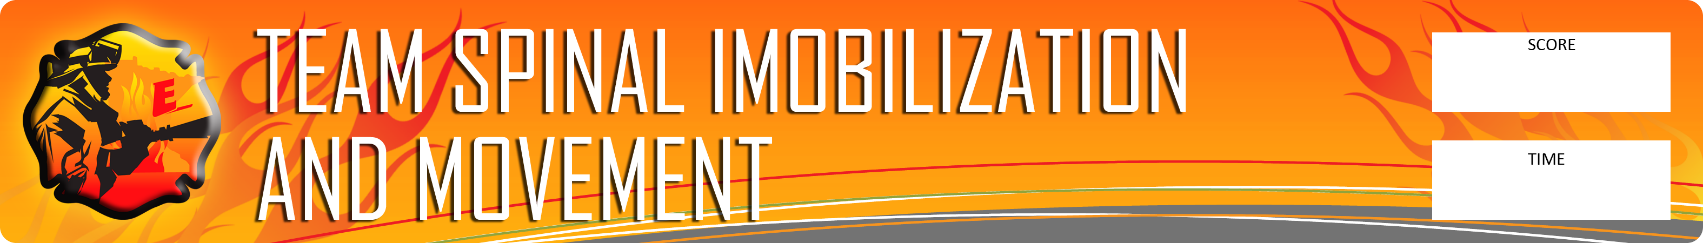 TEAM SPINAL IMOBILIZATION
AND MOVEMENT
E
SCORE
TIME